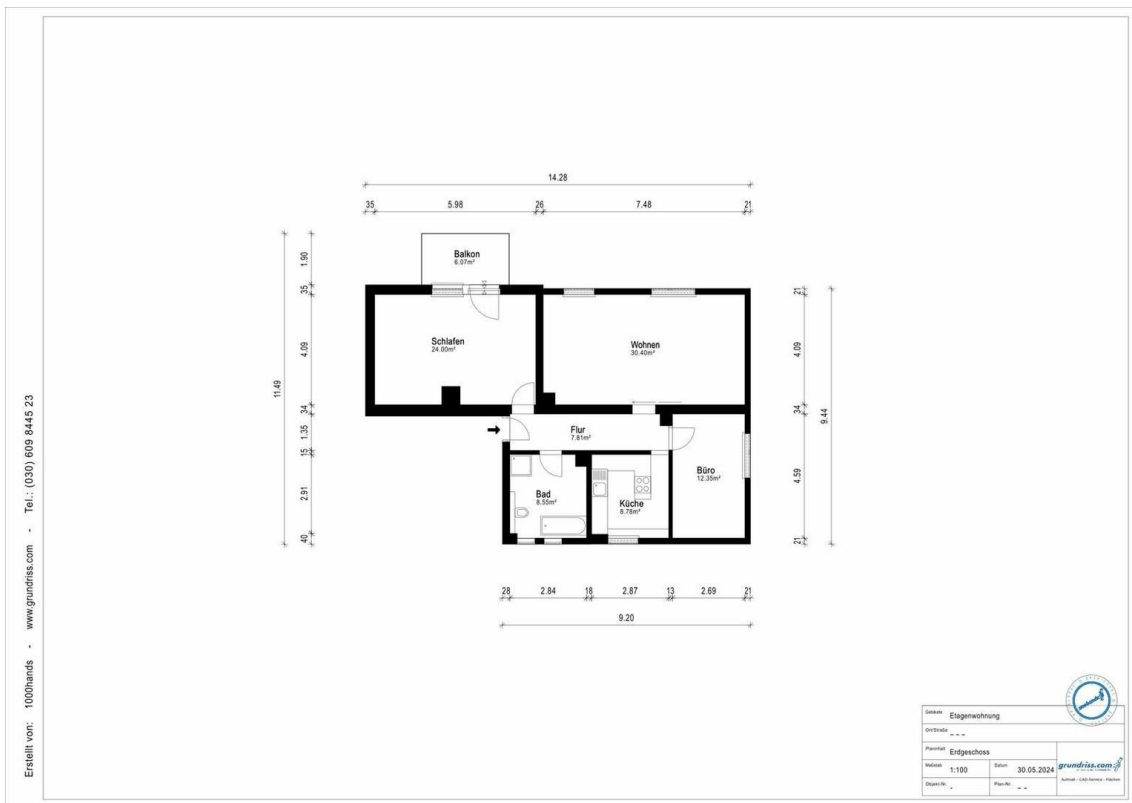 14.28
35 5.98 26 7.48 21
Balkon
6.07m²
1.90
35
4.09
34
1.35
15
2.91
40
11.49
Schlafen
24.00m²
Wohnen
30.40m²
21
4.09
34
4.59
21
9.44
Flur
7.81m²
Büro
12.35m²
Bad
8.55m²
Küche
8.78m²
28 2.84 18 2.87 13 2.69 21
9.20
Erstellt von: 1000hands - www.grundriss.com - Tel.: (030) 609 8445 23
Gebäude Etagenwohnung
Ort/Straße _ _ _
Planinhalt Erdgeschoss
Maßstab 1:100 Datum 30.05.2024
grundriss.com
Objekt-Nr. - Plan-Nr. _ _
Aufmaß - CAD-Service - Flächen